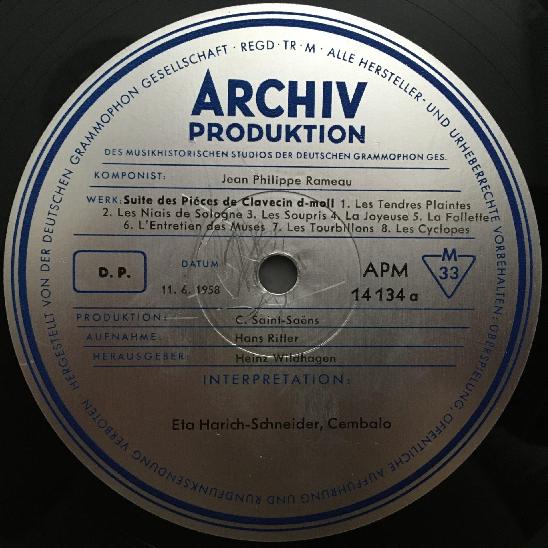 HERGESTELLT VON DER DEUTSCHEN GRAMMOPHON GESELLSCHAFT · REGD · TR · M · ALLE HERSTELLER- UND URHEBERRECHTE VORBEHALTEN: ÜBERSPIELUNG, ÖFFENTLICHE AUFFÜHRUNG UND RUNDFUNKSENDUNG VERBOTEN
ARCHIV
PRODUKTION
DES MUSIKHISTORISCHEN STUDIOS DER DEUTSCHEN GRAMMOPHON GES.
KOMPONIST: Jean Philippe Rameau
WERK: Suite des Piéces de Clavecin d-moll 1. Les Tendres Plaintes
2. Les Niais de Sologne 3. Les Soupris 4. La Joyeuse 5. La Follette
6. L'Entretien des Muses 7. Les Tourbillons 8. Les Cyclopes
D. P.
DATUM
11. 6. 1958
APM
14 134 a
M
33
PRODUKTION: C. Saint-Saëns
AUFNAHME: Hans Ritter
HERAUSGEBER: Heinz Wildhagen
INTERPRETATION:
Eta Harich-Schneider, Cembalo